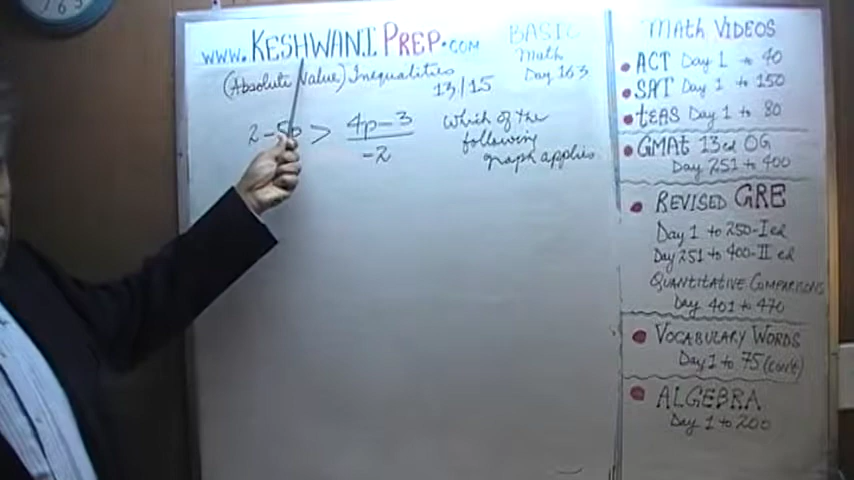 www.KESHWANI PREP.com
BASIC
Math
Day 163
(Absolute Value) Inequalities
13/15
2-5p > 4p-3
-2
Which of the
following
graph applies
Math VIDEOS
ACT Day 1 to 40
SAT Day 1 to 150
tEAS Day 1 to 80
GMAT 13ed OG
Day 251 to 400
REVISED GRE
Day 1 to 250-I ed
Day 251 to 400-II ed
QUANTITATIVE COMPARISONS
Day 401 to 470
VOCABULARY WORDS
Day 1 to 75 (con't)
ALGEBRA
Day 1 to 200